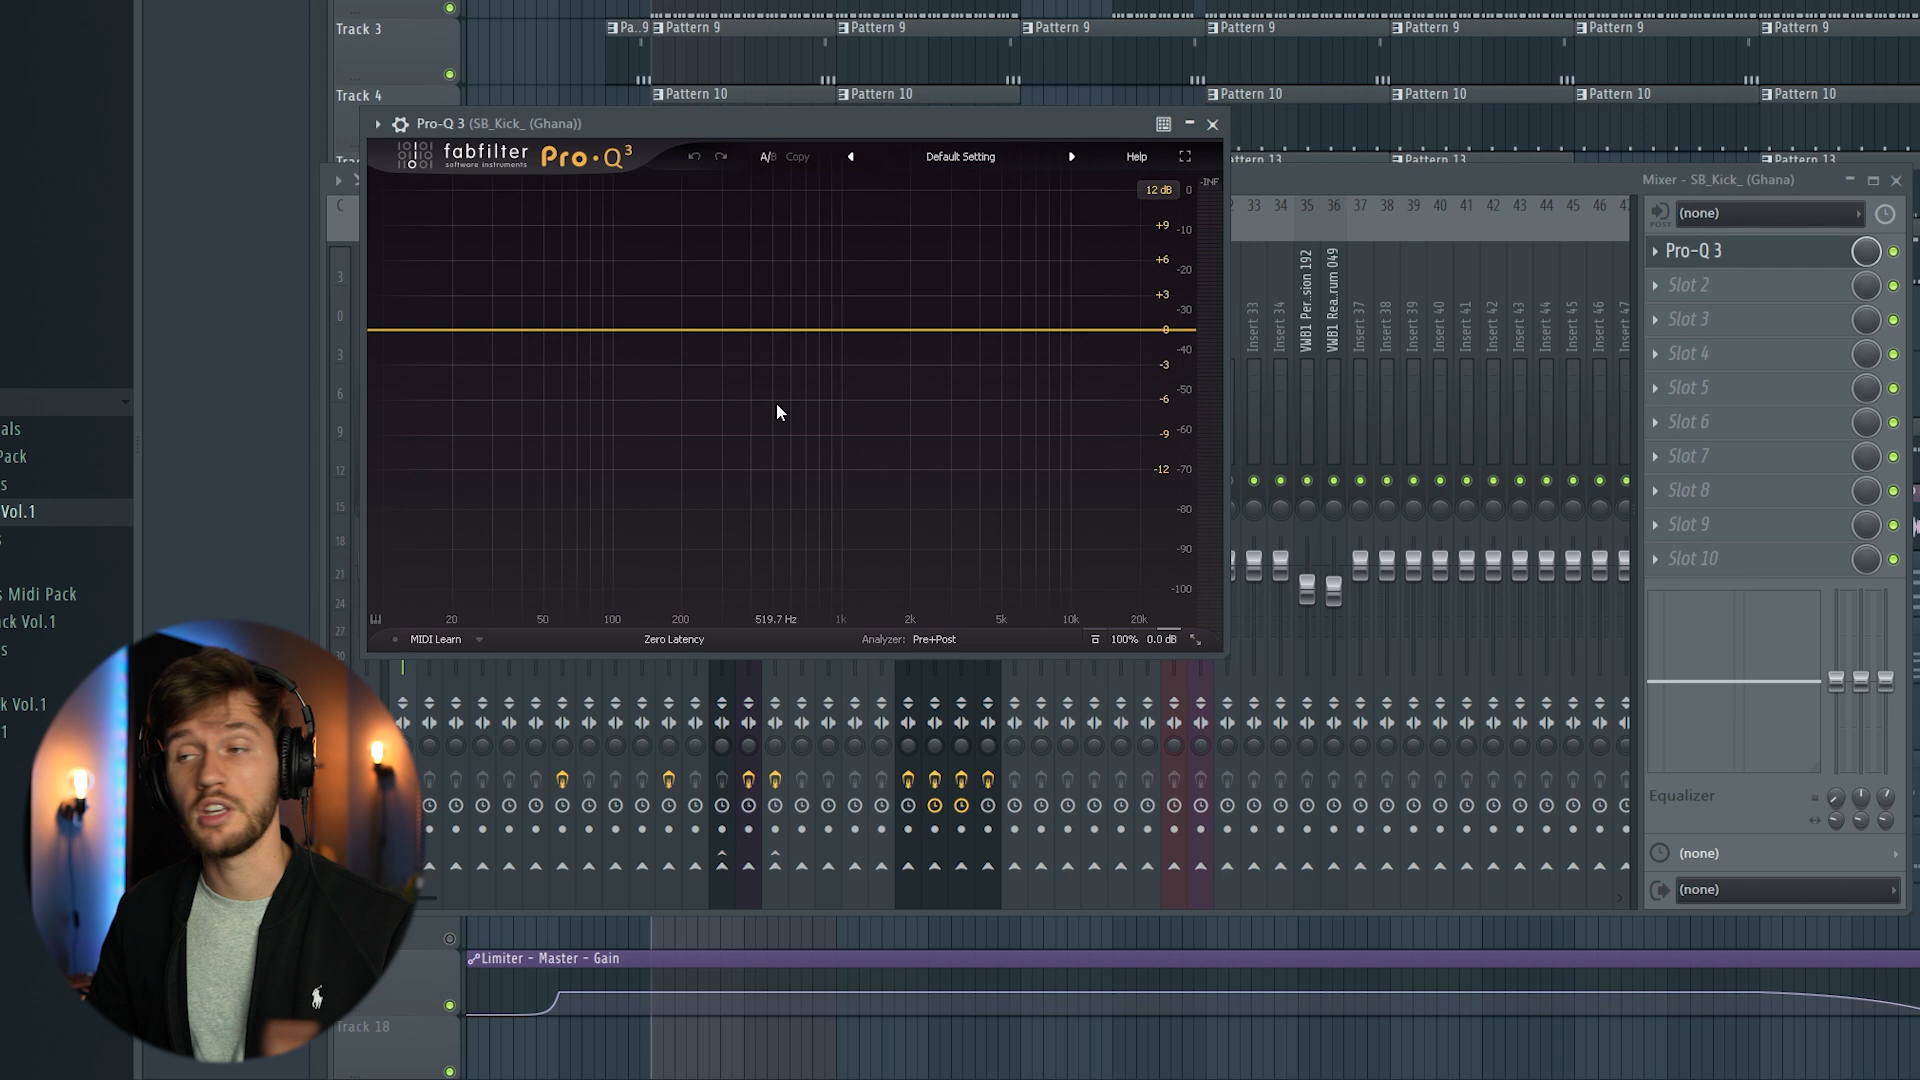 Track 3
Pa..9
Pattern 9
Pattern 9
Pattern 9
Pattern 9
Pattern 9
Pattern 9
Pattern 9
Track 4
Pattern 10
Pattern 10
Pattern 10
Pattern 10
Pattern 10
Pattern 10
Pro-Q 3 (SB_Kick_ (Ghana))
fabfilter
software instruments
Pro·Q3
A/B Copy
Default Setting
Help
Pattern 13
Pattern 13
12 dB 0 -INF
+9 -10
+6 -20
+3 -30
0
-3 -40
-6 -50
-9 -60
-12 -70
-80
-90
-100
20 50 100 200 519.7 Hz 1k 2k 5k 10k 20k
MIDI Learn
Zero Latency
Analyzer: Pre+Post
100% 0.0 dB
C
3
0
3
6
9
12
15
18
21
24
27
30
33 34 35 36 37 38 39 40 41 42 43 44 45 46
Insert 33
Insert 34
VWB1 Per..sion 192
VWB1 Rea..rum 049
Insert 37
Insert 38
Insert 39
Insert 40
Insert 41
Insert 42
Insert 43
Insert 44
Insert 45
Insert 46
Insert 47
Mixer - SB_Kick_ (Ghana)
POST
(none)
Pro-Q 3
Slot 2
Slot 3
Slot 4
Slot 5
Slot 6
Slot 7
Slot 8
Slot 9
Slot 10
Equalizer
(none)
(none)
als
Pack
s
Vol.1
s
s Midi Pack
ck Vol.1
s
k Vol.1
1
Limiter - Master - Gain
Track 18